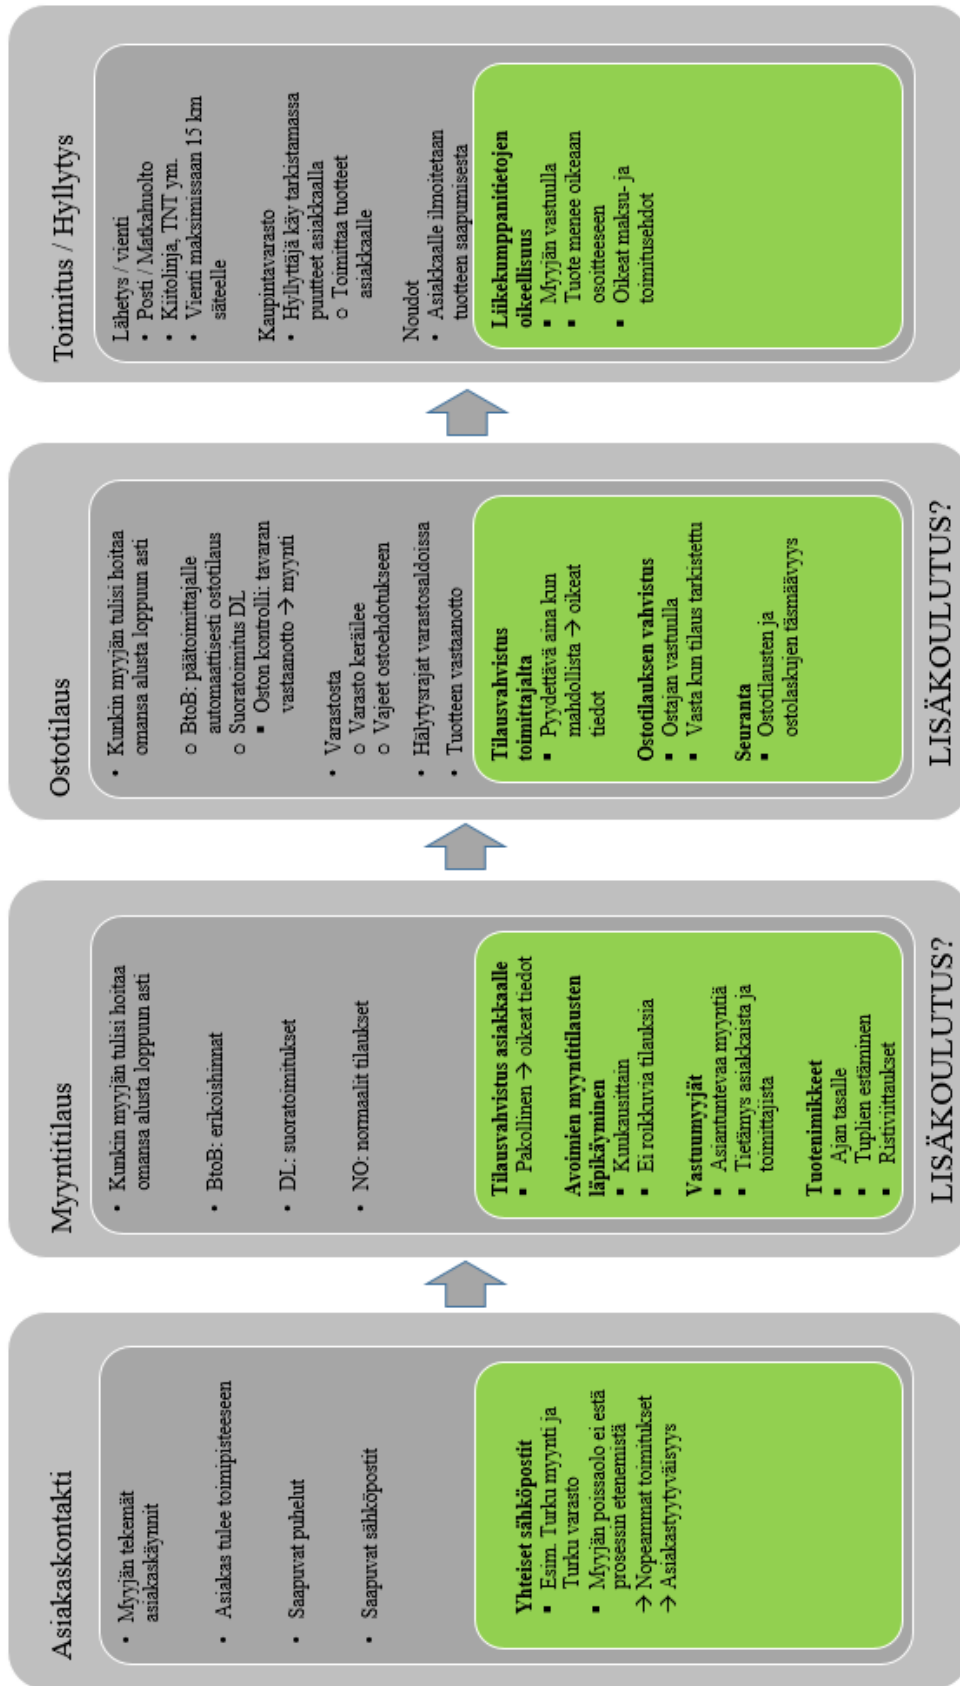 Asiakaskontakti
• Myyjän tekemät
asiakaskäynnit
• Asiakas tulee toimipisteeseen
• Saapuvat puhelut
• Saapuvat sähköpostit
Yhteiset sähköpostit
▪ Esim. Turku myynti ja
Turku varasto
▪ Myyjän poissaolo ei estä
prosessin etenemistä
→ Nopeammat toimitukset
→ Asiakastyytyväisyys
Myyntitilaus
• Kunkin myyjän tulisi hoitaa
omansa alusta loppuun asti
• BtoB: erikoishinnat
• DL: suoratoimitukset
• NO: normaalit tilaukset
Tilausvahvistus asiakkaalle
▪ Pakollinen → oikeat tiedot
Avoimien myyntitilausten
läpikäyminen
▪ Kuukausittain
▪ Ei roikkuvia tilauksia
Vastuumyyjät
▪ Asiantuntevaa myyntiä
▪ Tietämys asiakkaista ja
toimittajista
Tuotenimikkeet
▪ Ajan tasalle
▪ Tuplien estäminen
▪ Ristiviittaukset
LISÄKOULUTUS?
Ostotilaus
• Kunkin myyjän tulisi hoitaa
omansa alusta loppuun asti
○ BtoB: päätoimittajalle
automaattisesti ostotilaus
○ Suoratoimitus DL
▪ Oston kontrolli: tavaran
vastaanotto → myynti
• Varastosta
○ Varasto keräilee
○ Vajeet ostoehdotukseen
• Hälytysrajat varastosaldoissa
• Tuotteen vastaanotto
Tilausvahvistus
toimittajalta
▪ Pyydettävä aina kun
mahdollista → oikeat
tiedot
Ostotilauksen vahvistus
▪ Ostajan vastuulla
▪ Vasta kun tilaus tarkistettu
Seuranta
▪ Ostotilausten ja
ostolaskujen täsmäävyys
LISÄKOULUTUS?
Toimitus / Hyllytys
Lähetys / vienti
• Posti / Matkahuolto
• Kiitolinja, TNT ym.
• Vienti maksimissaan 15 km
säteelle
Kaupintavarasto
• Hyllyttäjä käy tarkistamassa
puutteet asiakkaalla
○ Toimittaa tuotteet
asiakkaalle
Noudot
• Asiakkaalle ilmoitetaan
tuotteen saapumisesta
Liikekumppanitietojen
oikeellisuus
▪ Myyjän vastuulla
▪ Tuote menee oikeaan
osoitteeseen
▪ Oikeat maksu- ja
toimitusehdot